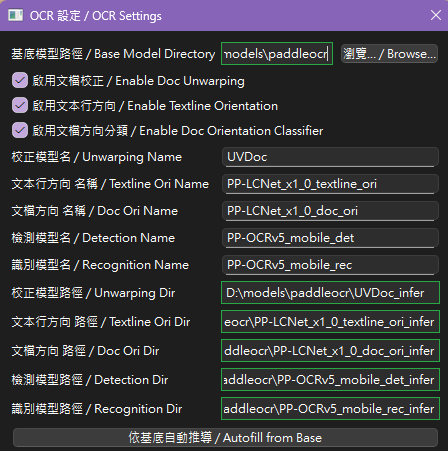 OCR 設定 / OCR Settings
基底模型路徑 / Base Model Directory models\paddleocr 瀏覽... / Browse...
啟用文檔校正 / Enable Doc Unwarping
啟用文本行方向 / Enable Textline Orientation
啟用文檔方向分類 / Enable Doc Orientation Classifier
校正模型名 / Unwarping Name UVDoc
文本行方向 名稱 / Textline Ori Name PP-LCNet_x1_0_textline_ori
文檔方向 名稱 / Doc Ori Name PP-LCNet_x1_0_doc_ori
檢測模型名 / Detection Name PP-OCRv5_mobile_det
識別模型名 / Recognition Name PP-OCRv5_mobile_rec
校正模型路徑 / Unwarping Dir D:\models\paddleocr\UVDoc_infer
文本行方向 路徑 / Textline Ori Dir eocr\PP-LCNet_x1_0_textline_ori_infer
文檔方向 路徑 / Doc Ori Dir ddleocr\PP-LCNet_x1_0_doc_ori_infer
檢測模型路徑 / Detection Dir addleocr\PP-OCRv5_mobile_det_infer
識別模型路徑 / Recognition Dir addleocr\PP-OCRv5_mobile_rec_infer
依基底自動推導 / Autofill from Base